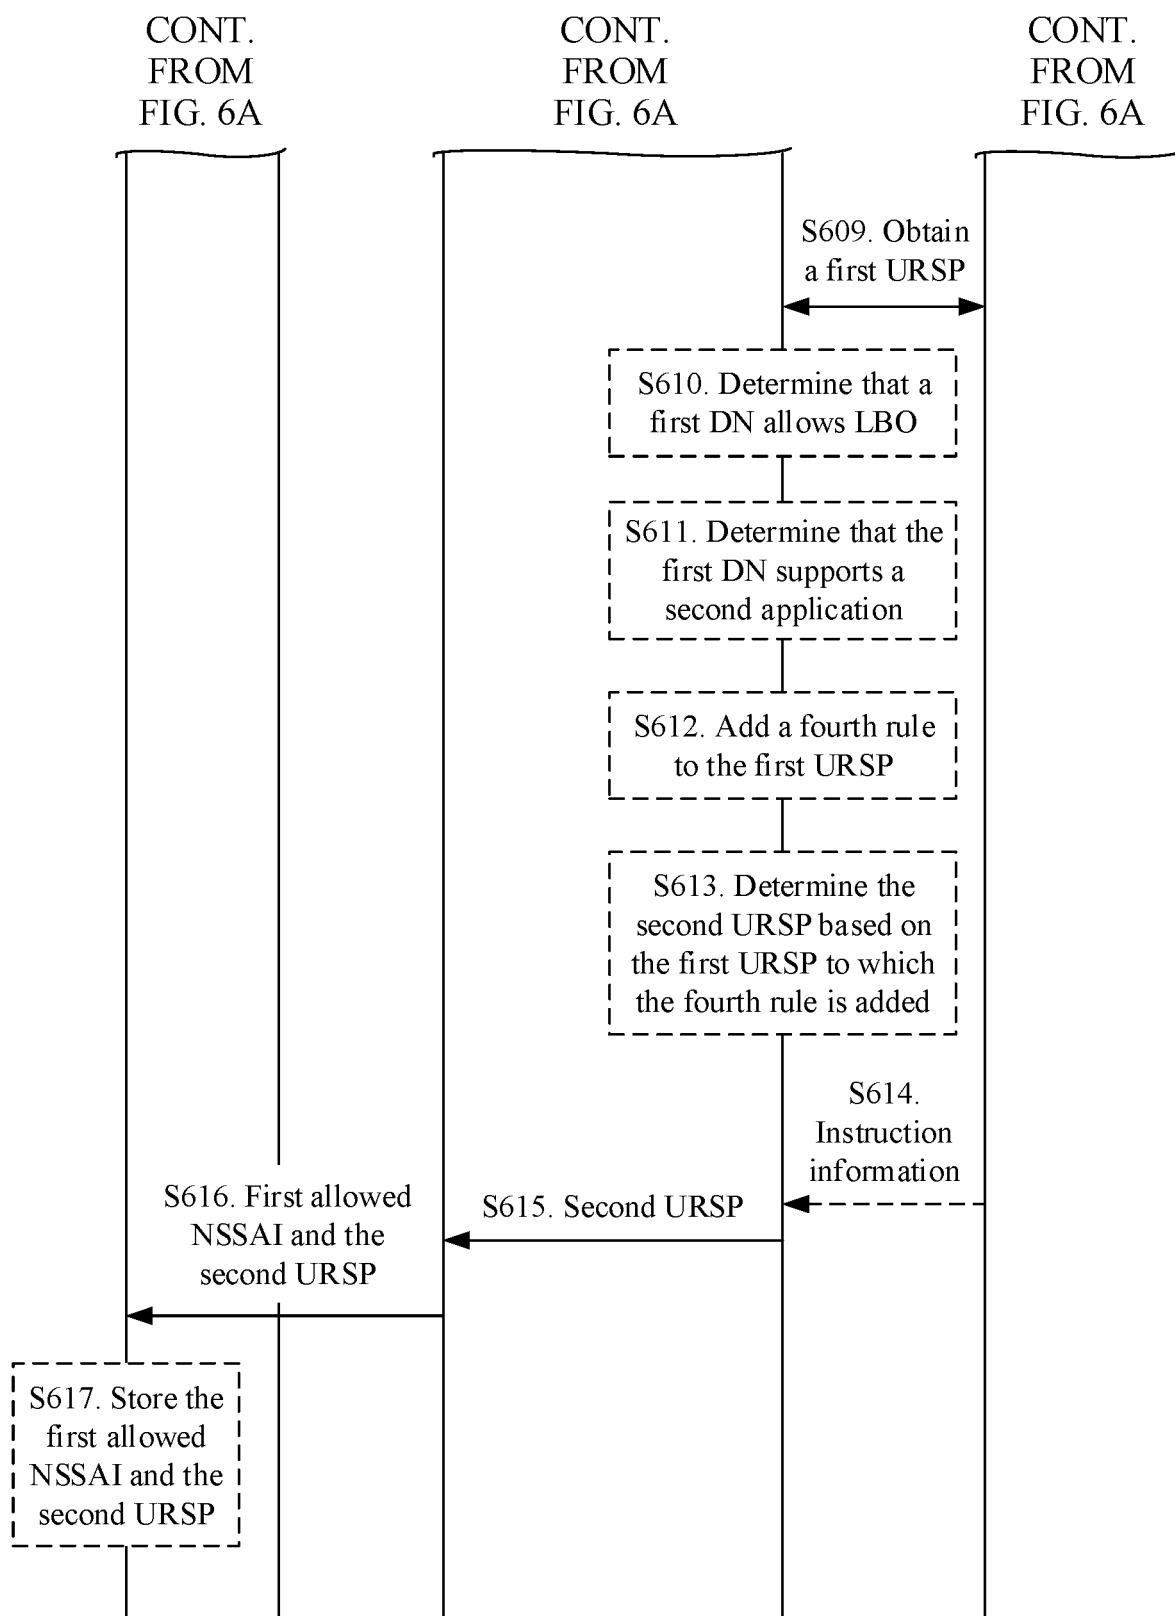 CONT.
FROM
FIG. 6A
CONT.
FROM
FIG. 6A
CONT.
FROM
FIG. 6A
S609. Obtain
a first URSP
S610. Determine that a
first DN allows LBO
S611. Determine that the
first DN supports a
second application
S612. Add a fourth rule
to the first URSP
S613. Determine the
second URSP based on
the first URSP to which
the fourth rule is added
S614.
Instruction
information
S615. Second URSP
S616. First allowed
NSSAI and the
second URSP
S617. Store the
first allowed
NSSAI and the
second URSP